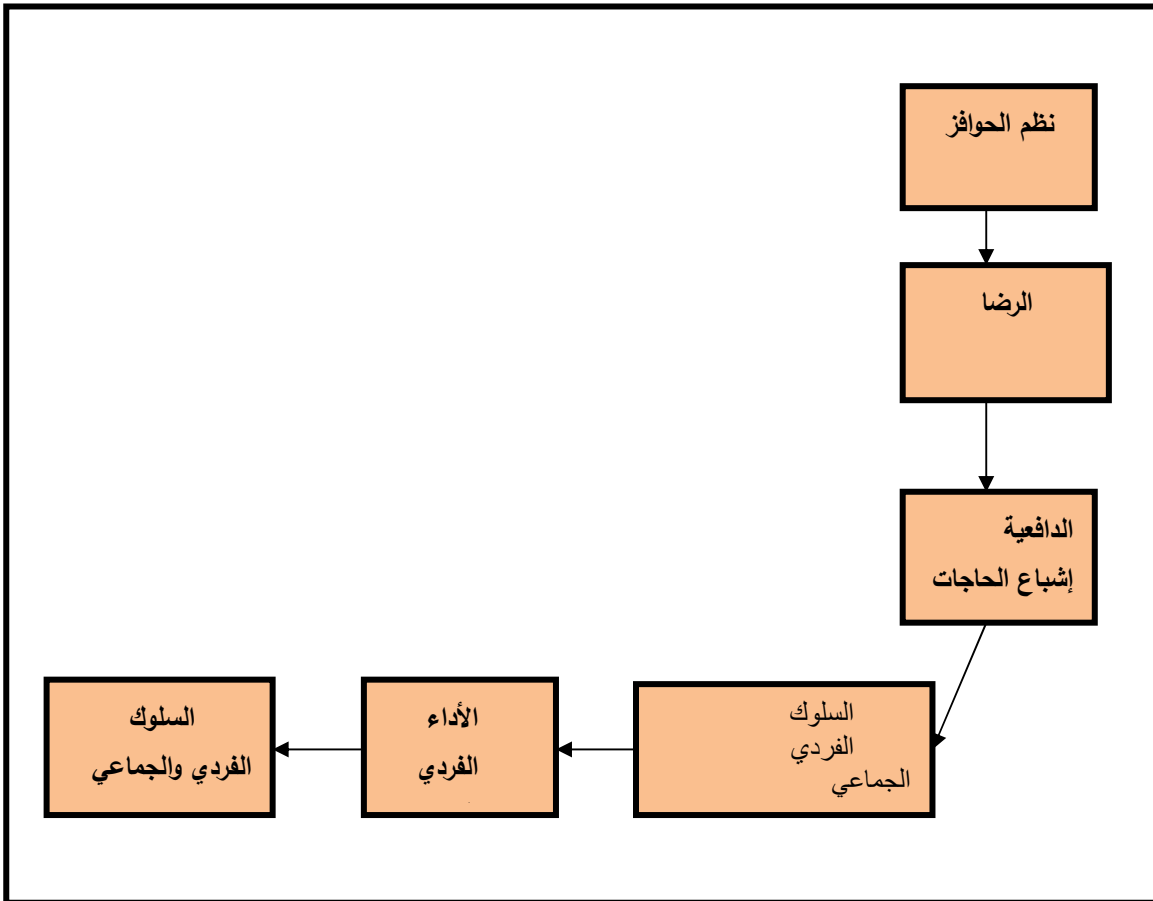 نظم الحوافز
الرضا
الدافعية
إشباع الحاجات
السلوك
الفردي
الجماعي
الأداء
الفردي
السلوك
الفردي والجماعي